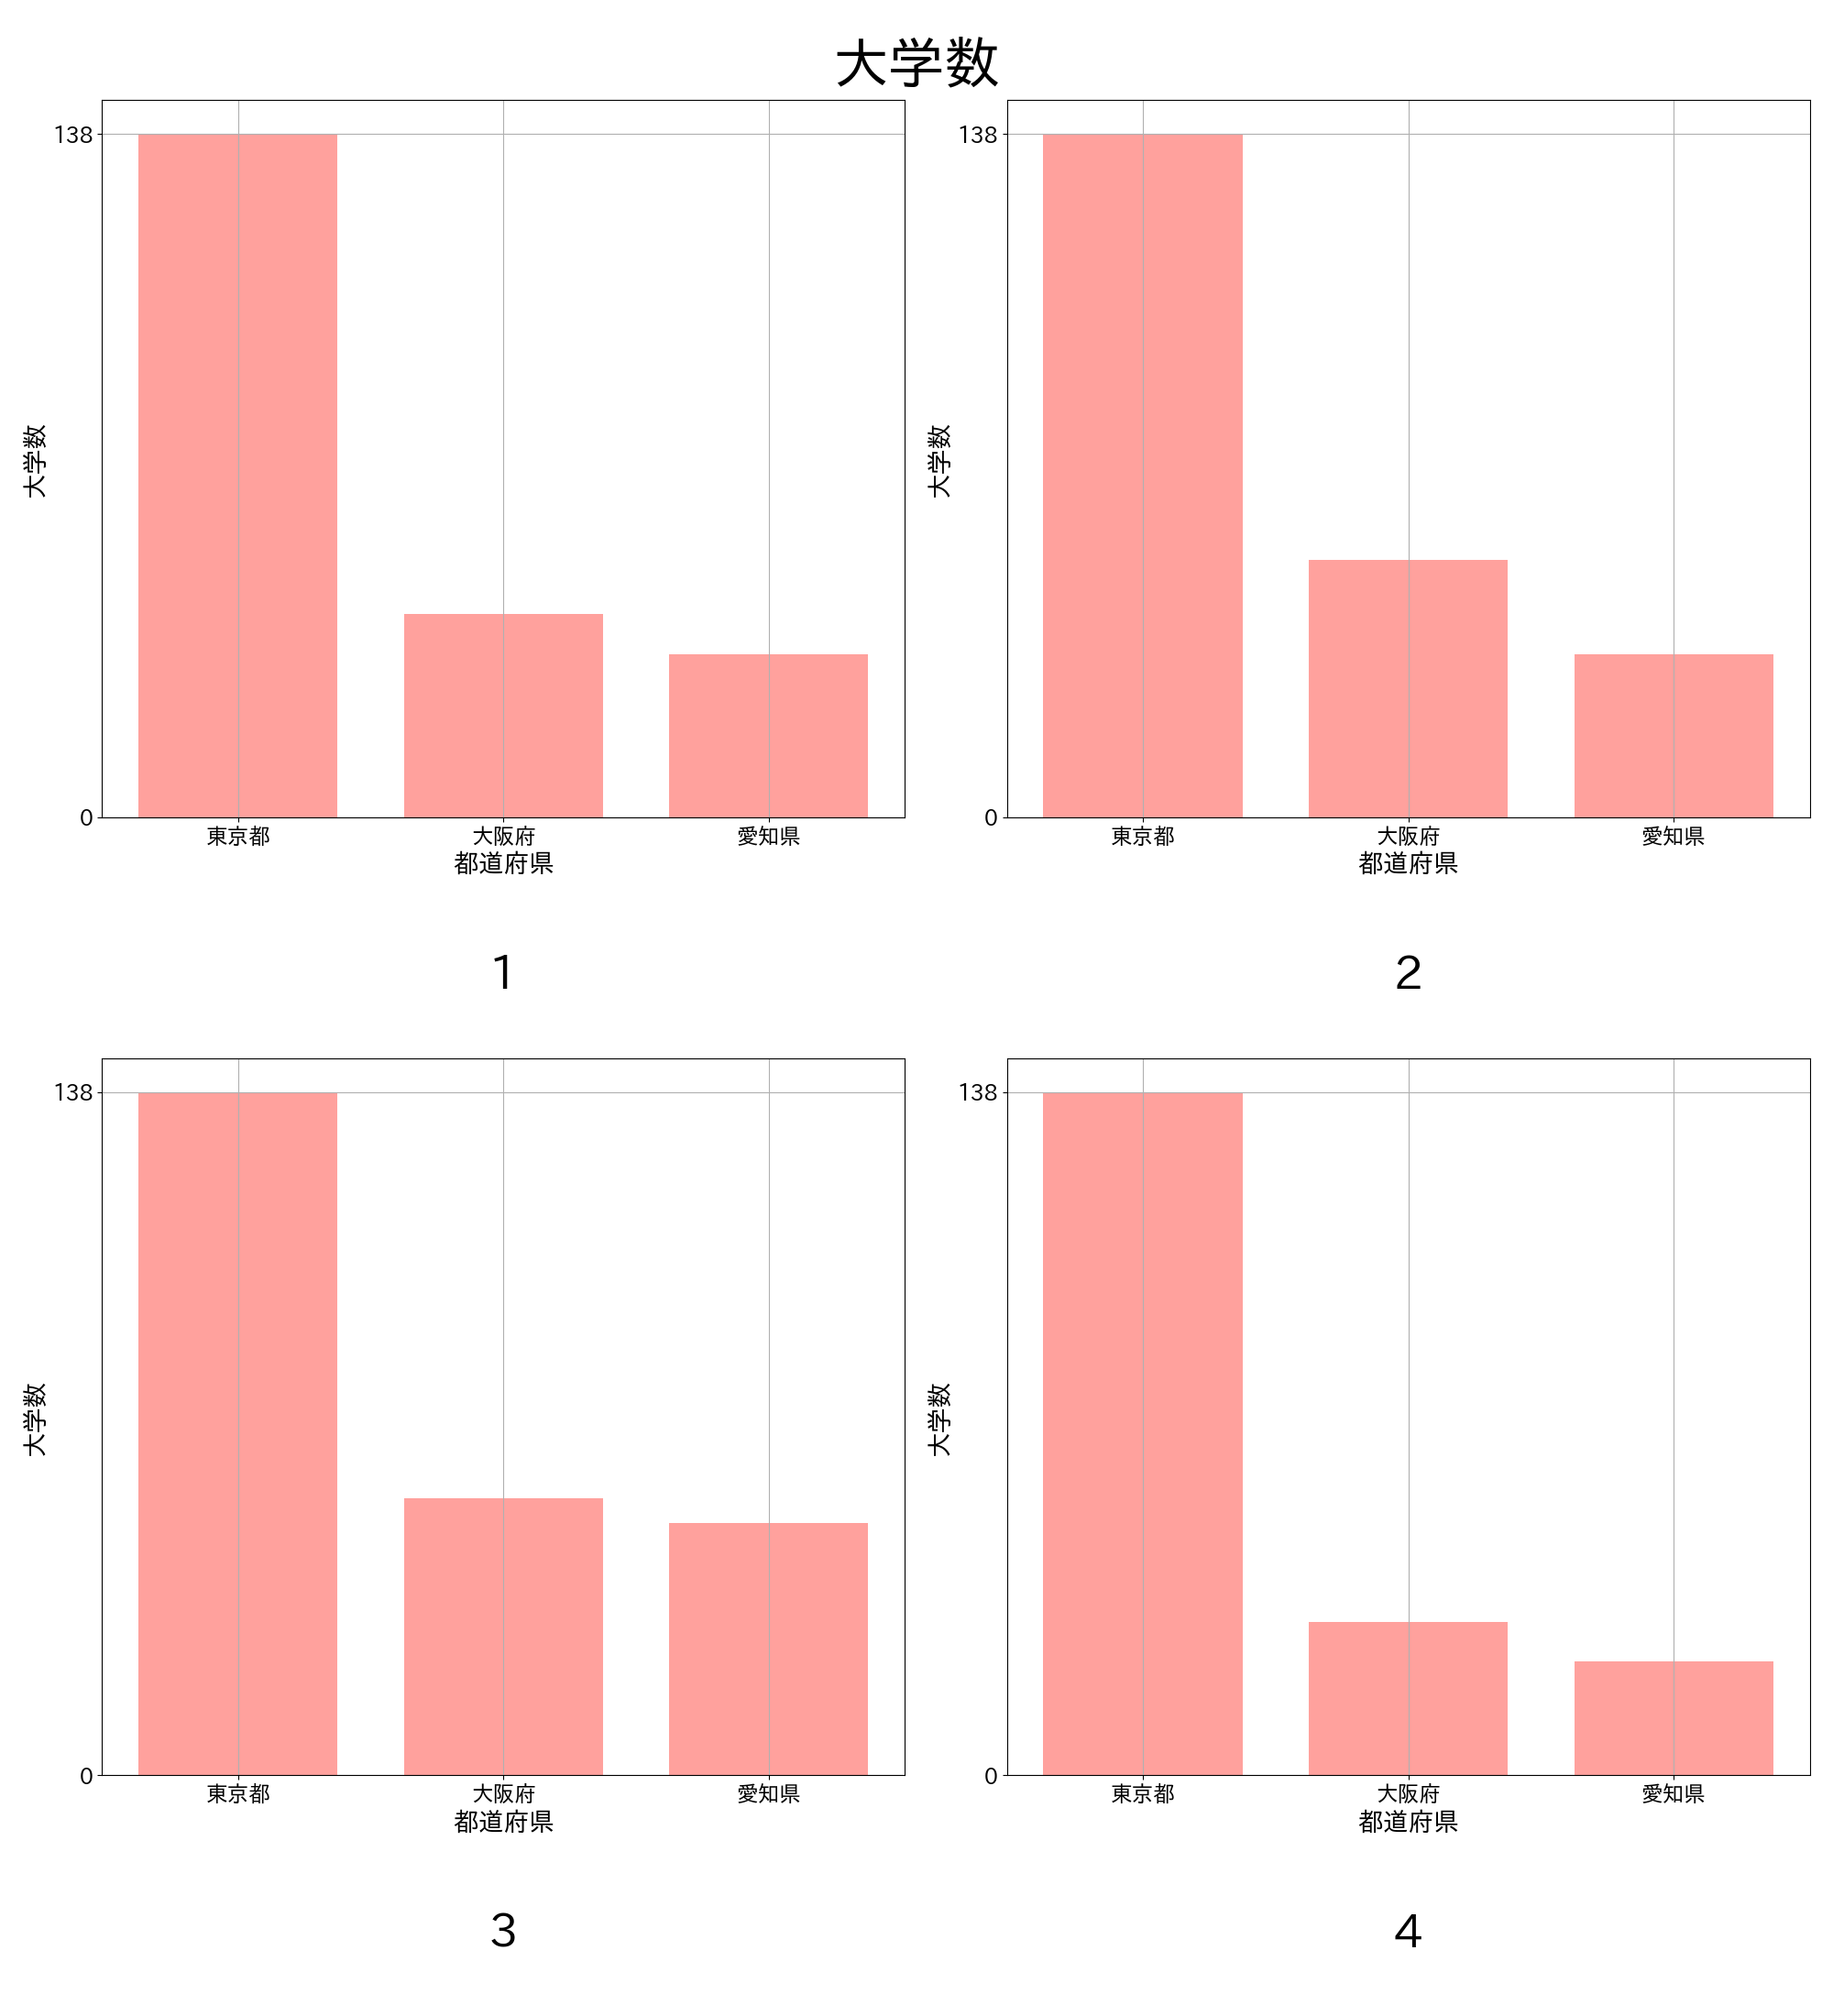 大学数
138
0
大学数
東京都 大阪府 愛知県
都道府県
1
138
0
大学数
東京都 大阪府 愛知県
都道府県
2
138
0
大学数
東京都 大阪府 愛知県
都道府県
3
138
0
大学数
東京都 大阪府 愛知県
都道府県
4